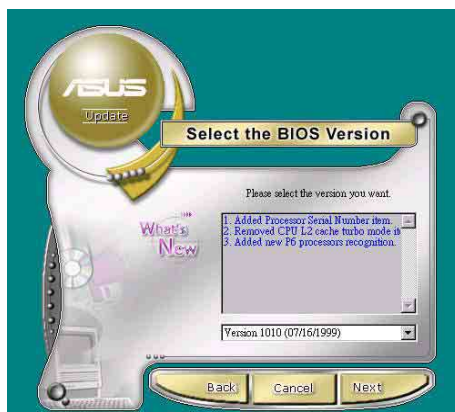 ASUS
Update
Select the BIOS Version
Please select the version you want.
What's
New
1. Added Processor Serial Number item.
2. Removed CPU L2 cache turbo mode it
3. Added new P6 processors recognition.
Version 1010 (07/16/1999)
Back
Cancel
Next